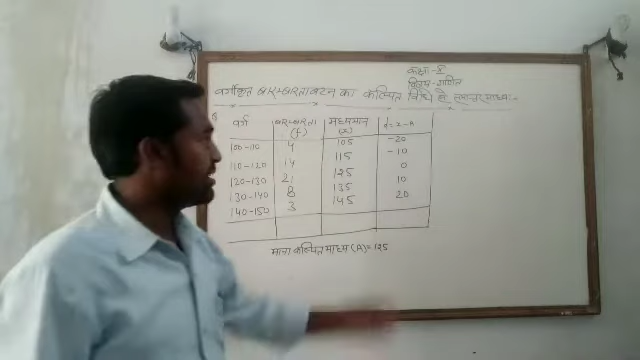 कक्षा-X
विषय-गणित
वर्गीकृत बारम्बारता बंटन का कल्पित विधि से समान्तर माध्य:-
वर्ग बारम्बारता (f) मध्यमान (x) d=x-A
100-110 4 105 -20
110-120 14 115 -10
120-130 21 125 0
130-140 8 135 10
140-150 3 145 20
माना कल्पित माध्य (A)=125